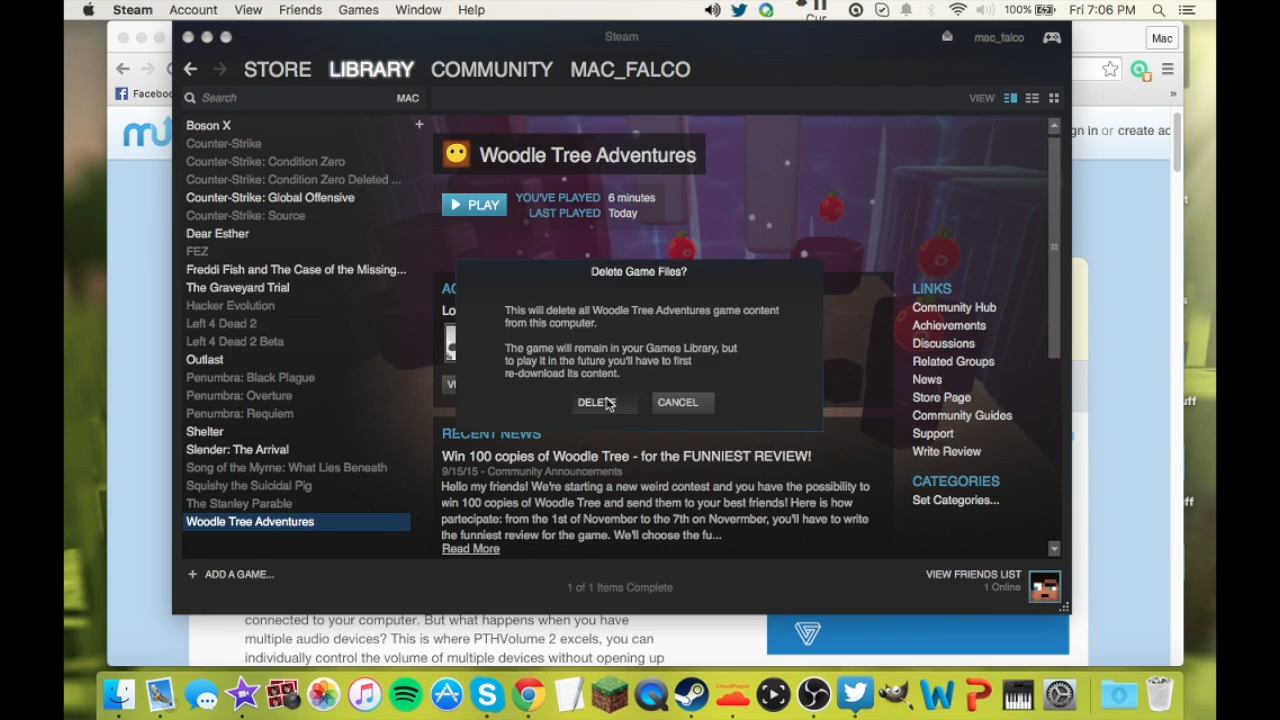 Steam Account View Friends Games Window Help
Cur
100%
Fri 7:06 PM
Steam
mac_falco
Mac
STORE LIBRARY COMMUNITY MAC_FALCO
Search
MAC
VIEW
Boson X
Counter-Strike
Counter-Strike: Condition Zero
Counter-Strike: Condition Zero Deleted ...
Counter-Strike: Global Offensive
Counter-Strike: Source
Dear Esther
FEZ
Freddi Fish and The Case of the Missing...
The Graveyard Trial
Hacker Evolution
Left 4 Dead 2
Left 4 Dead 2 Beta
Outlast
Penumbra: Black Plague
Penumbra: Overture
Penumbra: Requiem
Shelter
Slender: The Arrival
Song of the Myrne: What Lies Beneath
Squishy the Suicidal Pig
The Stanley Parable
Woodle Tree Adventures
+ ADD A GAME...
Woodle Tree Adventures
PLAY
YOU'VE PLAYED 6 minutes
LAST PLAYED Today
Delete Game Files?
This will delete all Woodle Tree Adventures game content
from this computer.
The game will remain in your Games Library, but
to play it in the future you'll have to first
re-download its content.
DELETE
CANCEL
RECENT NEWS
Win 100 copies of Woodle Tree - for the FUNNIEST REVIEW!
9/15/15 - Community Announcements
Hello my friends! We're starting a new weird contest and you have the possibility to
win 100 copies of Woodle Tree and send them to your best friends! Here is how
partecipate: from the 1st of November to the 7th on Novermber, you'll have to write
the funniest review for the game. We'll choose the fu...
Read More
LINKS
Community Hub
Achievements
Discussions
Related Groups
News
Store Page
Community Guides
Support
Write Review
CATEGORIES
Set Categories...
1 of 1 Items Complete
VIEW FRIENDS LIST
1 Online
Faceboo
gn in or create ac
connected to your computer. But what happens when you have
multiple audio devices? This is where PTHVolume 2 excels, you can
individually control the volume of multiple devices without opening up